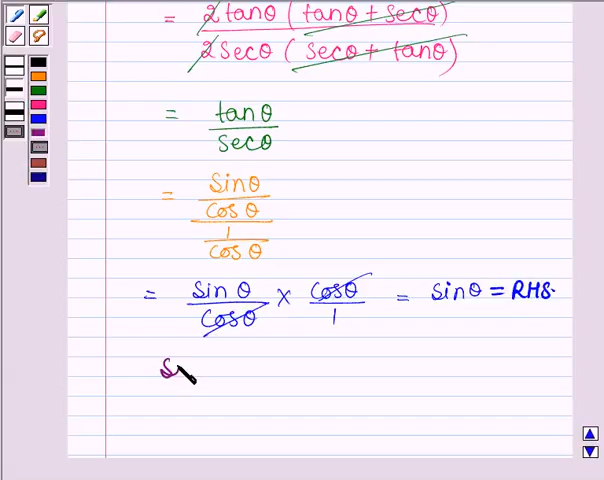 = 2tanθ (tanθ + secθ)
2secθ (secθ + tanθ)
= tanθ
secθ
= sinθ
cosθ
1
cosθ
= sinθ/cosθ × cosθ/1 = sinθ = RHS.
S